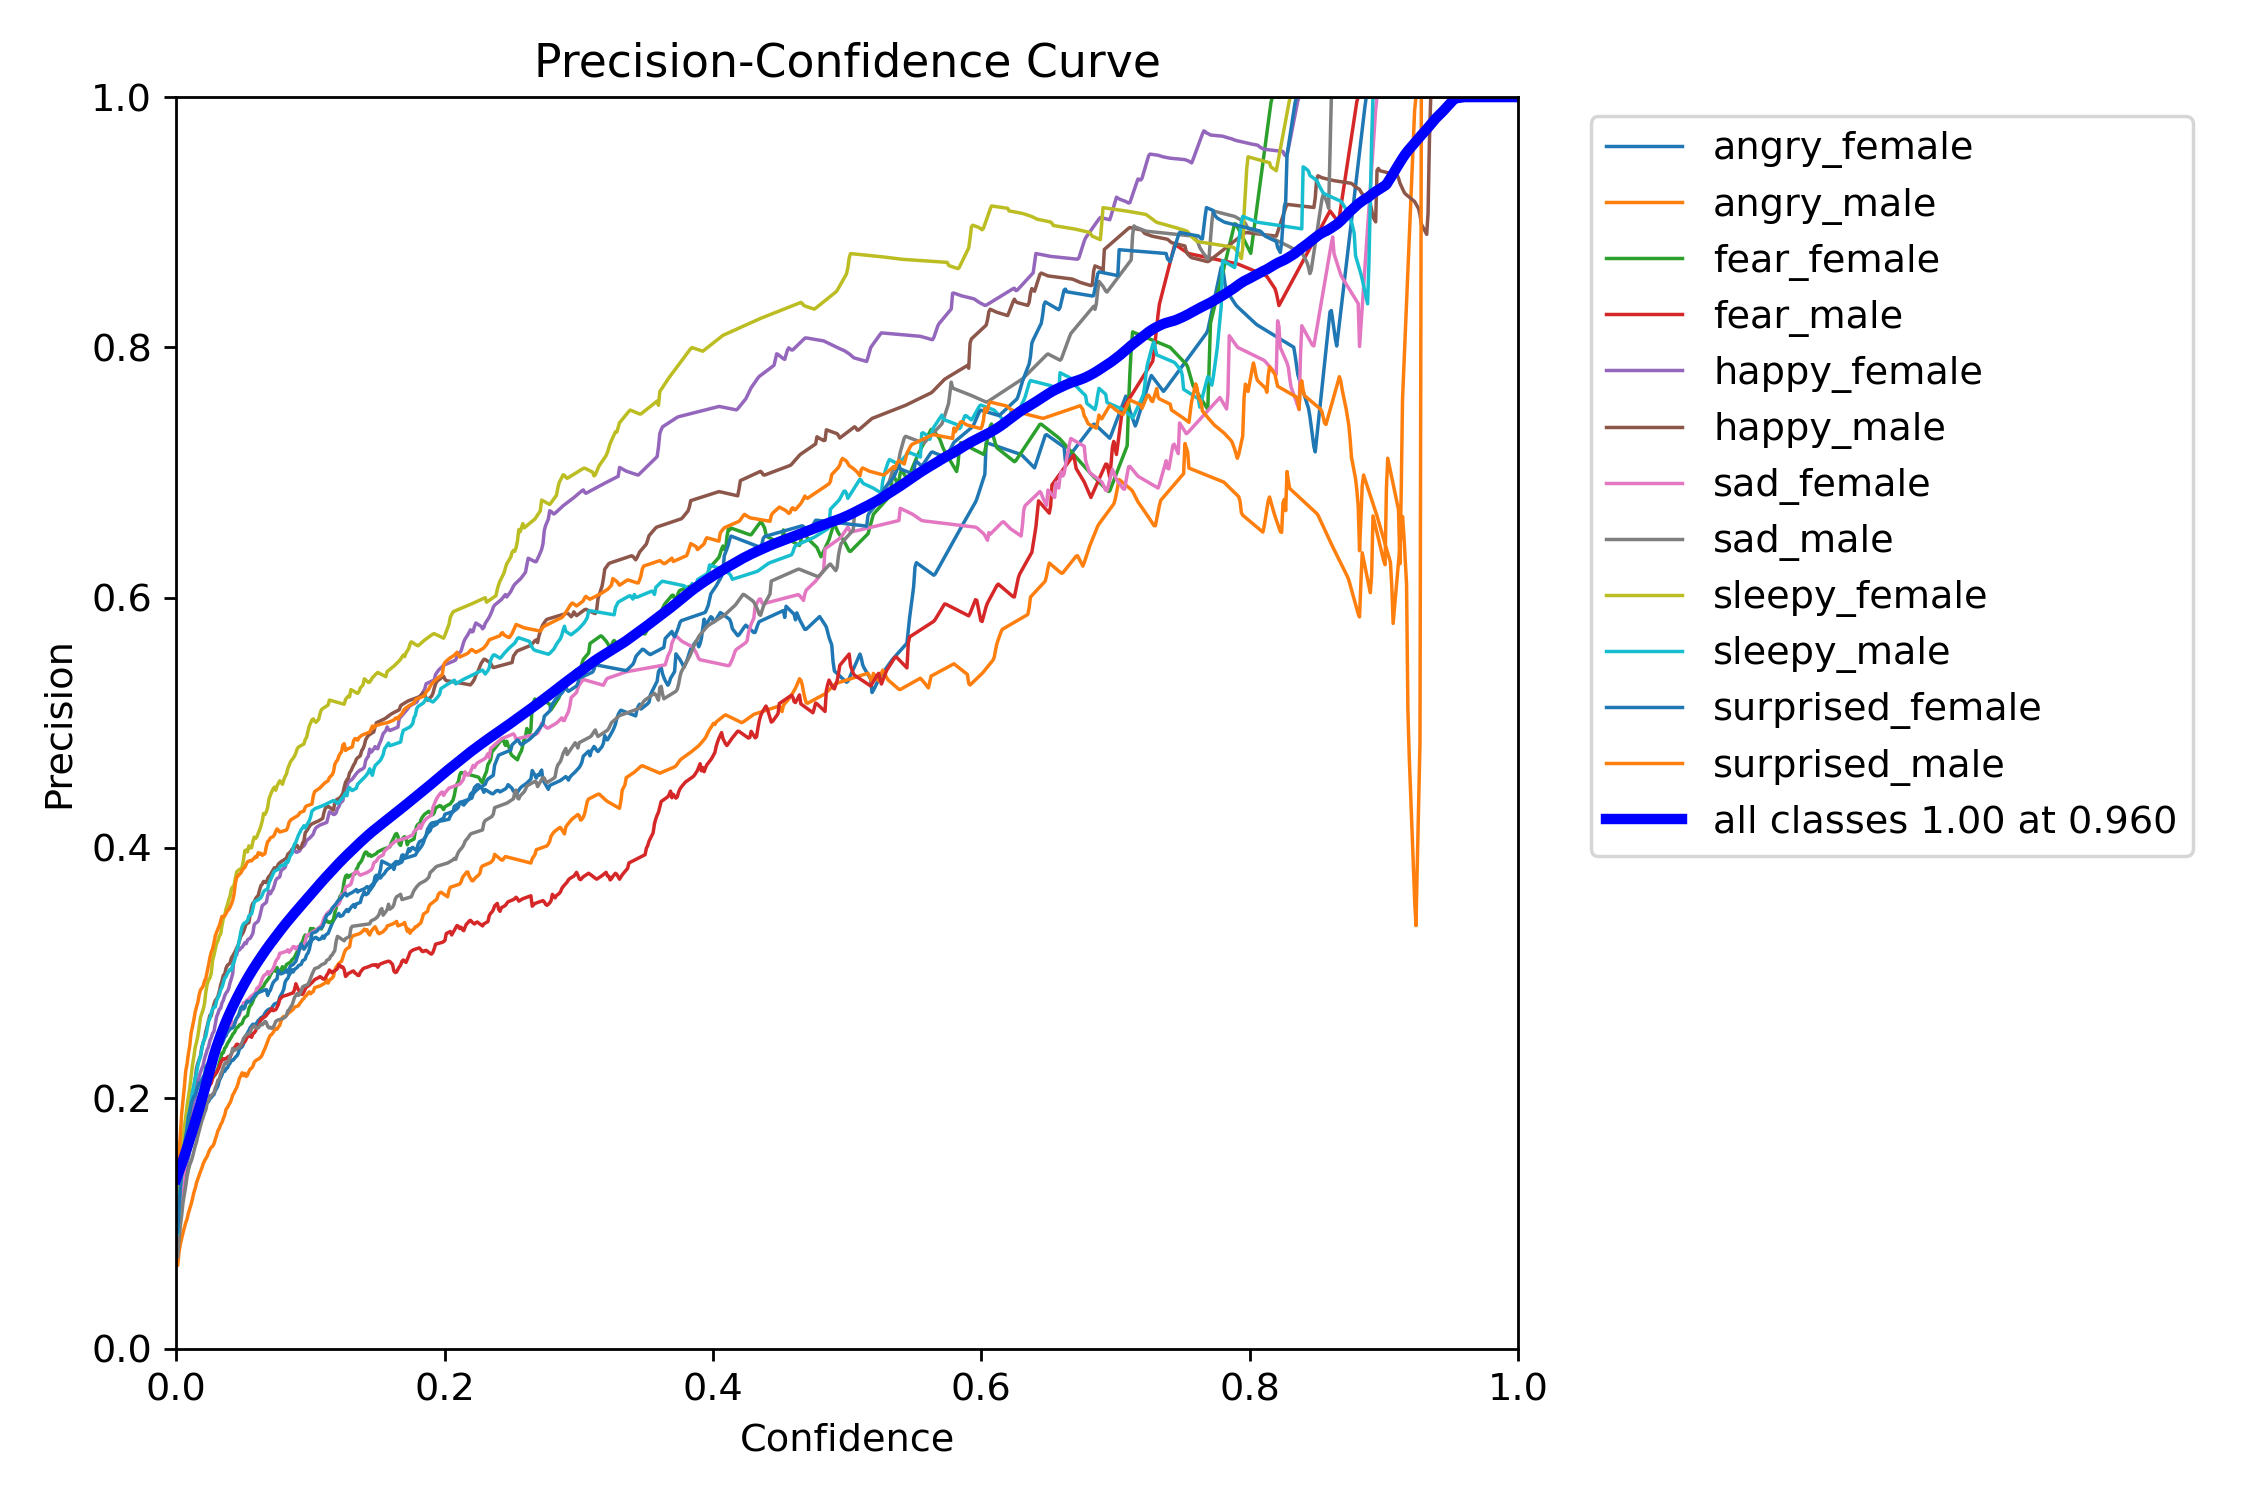 Precision-Confidence Curve
1.0
0.8
0.6
0.4
0.2
0.0
Precision
0.0 0.2 0.4 0.6 0.8 1.0
Confidence
angry_female
angry_male
fear_female
fear_male
happy_female
happy_male
sad_female
sad_male
sleepy_female
sleepy_male
surprised_female
surprised_male
all classes 1.00 at 0.960